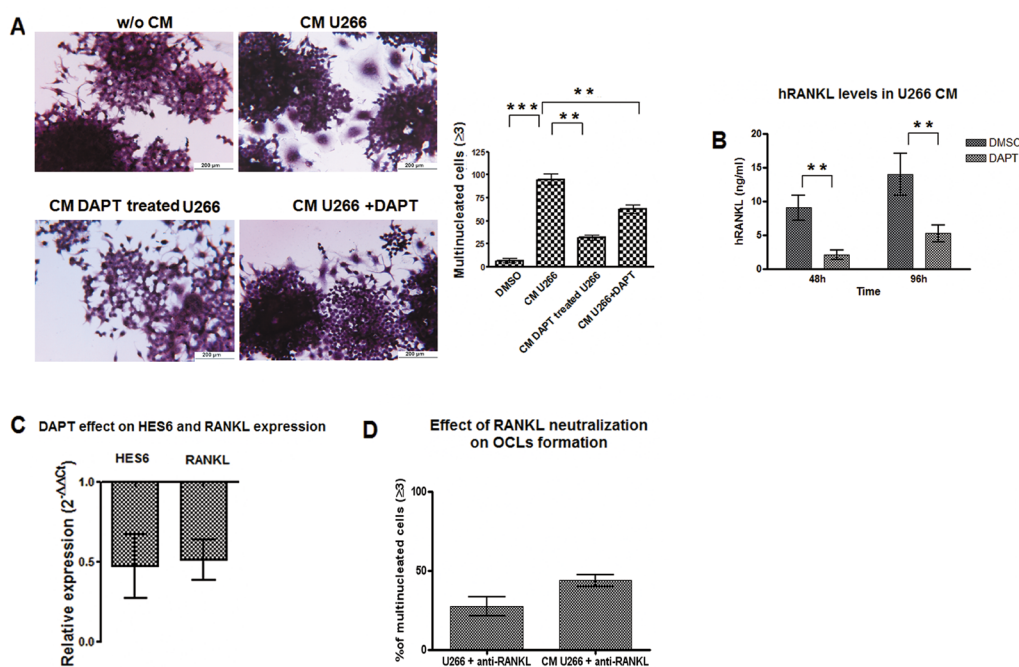 A
w/o CM
CM U266
200 µm
200 µm
CM DAPT treated U266
CM U266 +DAPT
200 µm
200 µm
Multinucleated cells (≥3)
125
100
75
50
25
0
***
**
**
DMSO
CM U266
CM DAPT treated U266
CM U266+DAPT
B
hRANKL levels in U266 CM
hRANKL (ng/ml)
20
15
10
5
0
**
**
DMSO
DAPT
48h
96h
Time
C
DAPT effect on HES6 and RANKL expression
HES6
RANKL
Relative expression (2^-ΔΔCt)
1.0
0.5
0.0
D
Effect of RANKL neutralization
on OCLs formation
%of multinucleated cells (≥3)
100
50
0
U266 + anti-RANKL
CM U266 + anti-RANKL